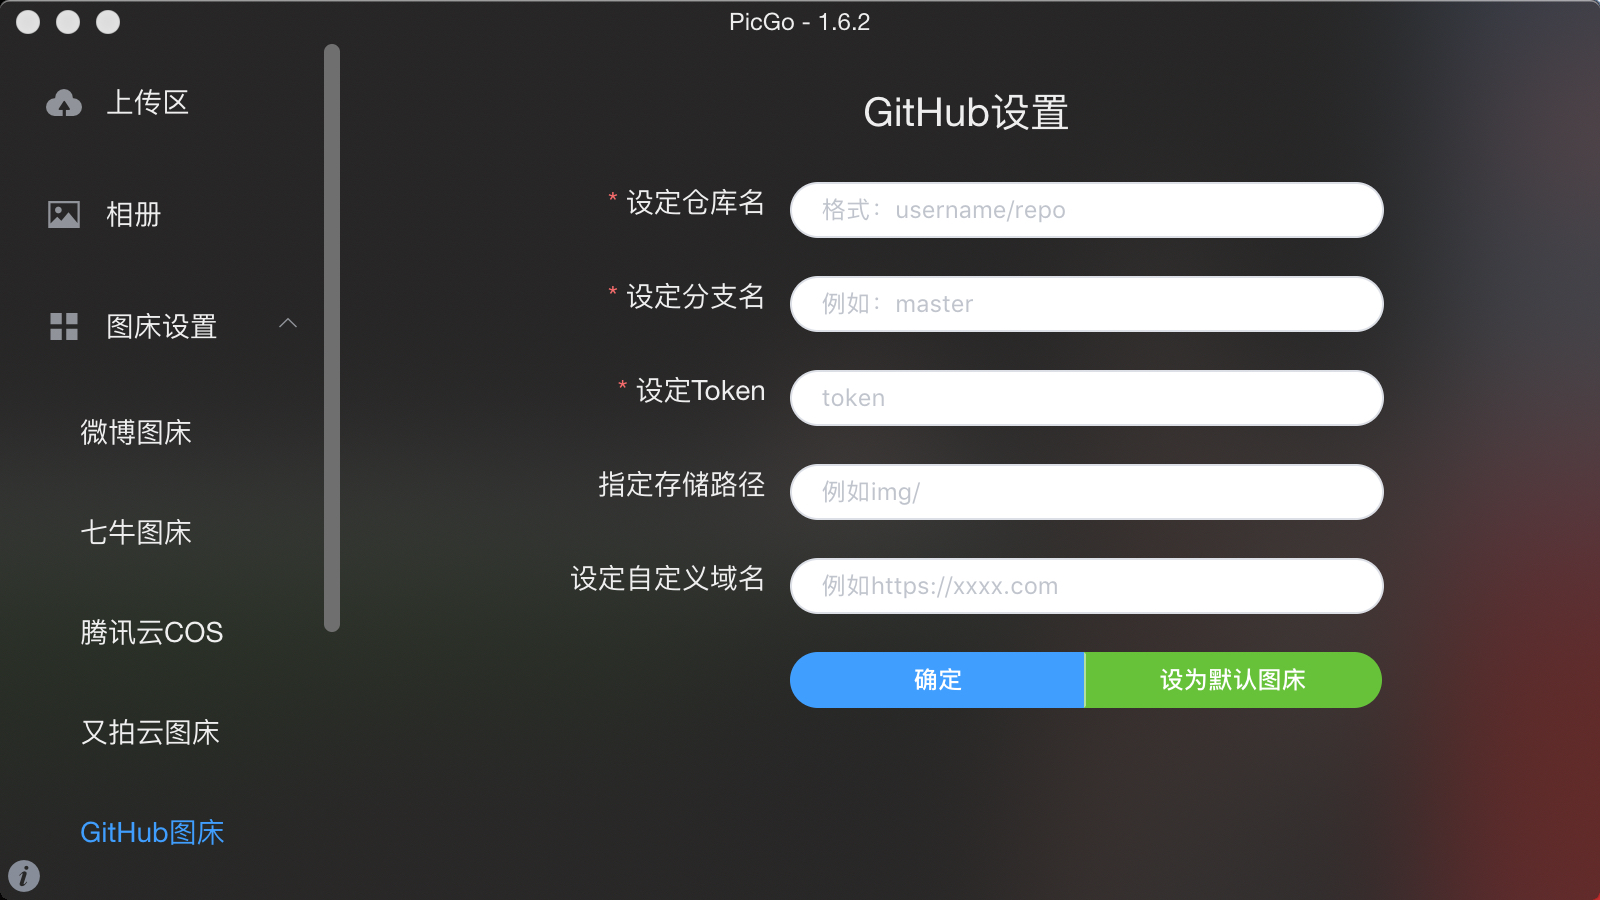 PicGo - 1.6.2
上传区
相册
图床设置
微博图床
七牛图床
腾讯云COS
又拍云图床
GitHub图床
GitHub设置
* 设定仓库名
格式：username/repo
* 设定分支名
例如：master
* 设定Token
token
指定存储路径
例如img/
设定自定义域名
例如https://xxxx.com
确定
设为默认图床